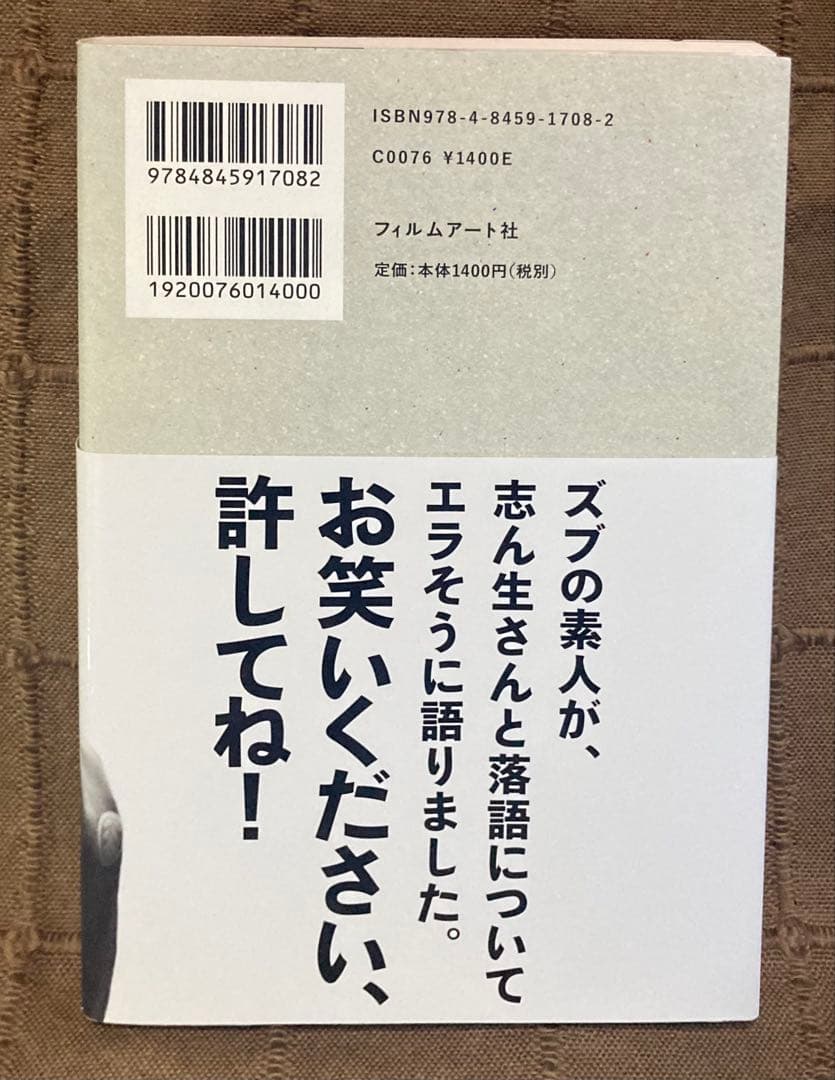 9784845917082
1920076014000
ISBN978-4-8459-1708-2
C0076 ¥1400E
フィルムアート社
定価：本体1400円（税別）
ズブの素人が、
志ん生さんと落語について
エラそうに語りました。
お笑いください、
許してね！